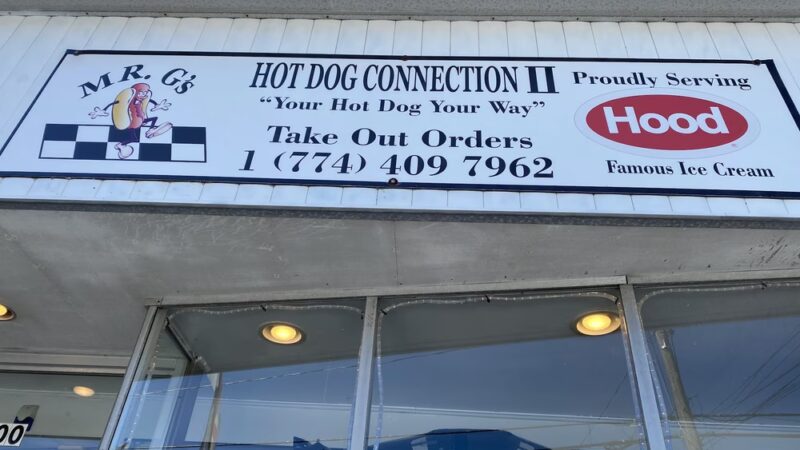 MR. G's
HOT DOG CONNECTION II
"Your Hot Dog Your Way"
Take Out Orders
1 (774) 409 7962
Proudly Serving
Hood
Famous Ice Cream
00